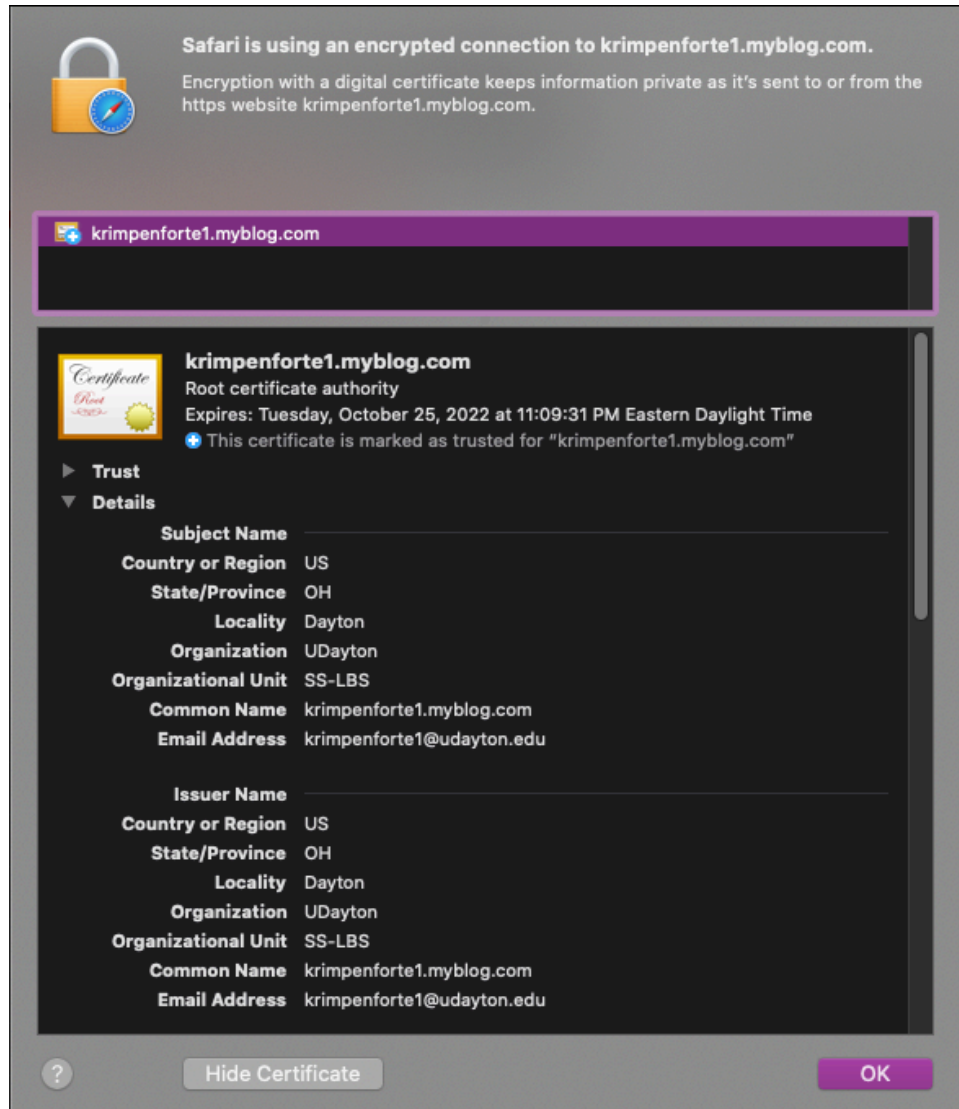 Safari is using an encrypted connection to krimpenforte1.myblog.com.
Encryption with a digital certificate keeps information private as it's sent to or from the
https website krimpenforte1.myblog.com.
krimpenforte1.myblog.com
Certificate
Root
krimpenforte1.myblog.com
Root certificate authority
Expires: Tuesday, October 25, 2022 at 11:09:31 PM Eastern Daylight Time
This certificate is marked as trusted for “krimpenforte1.myblog.com”
Trust
Details
Subject Name
Country or Region US
State/Province OH
Locality Dayton
Organization UDayton
Organizational Unit SS-LBS
Common Name krimpenforte1.myblog.com
Email Address krimpenforte1@udayton.edu
Issuer Name
Country or Region US
State/Province OH
Locality Dayton
Organization UDayton
Organizational Unit SS-LBS
Common Name krimpenforte1.myblog.com
Email Address krimpenforte1@udayton.edu
? Hide Certificate OK